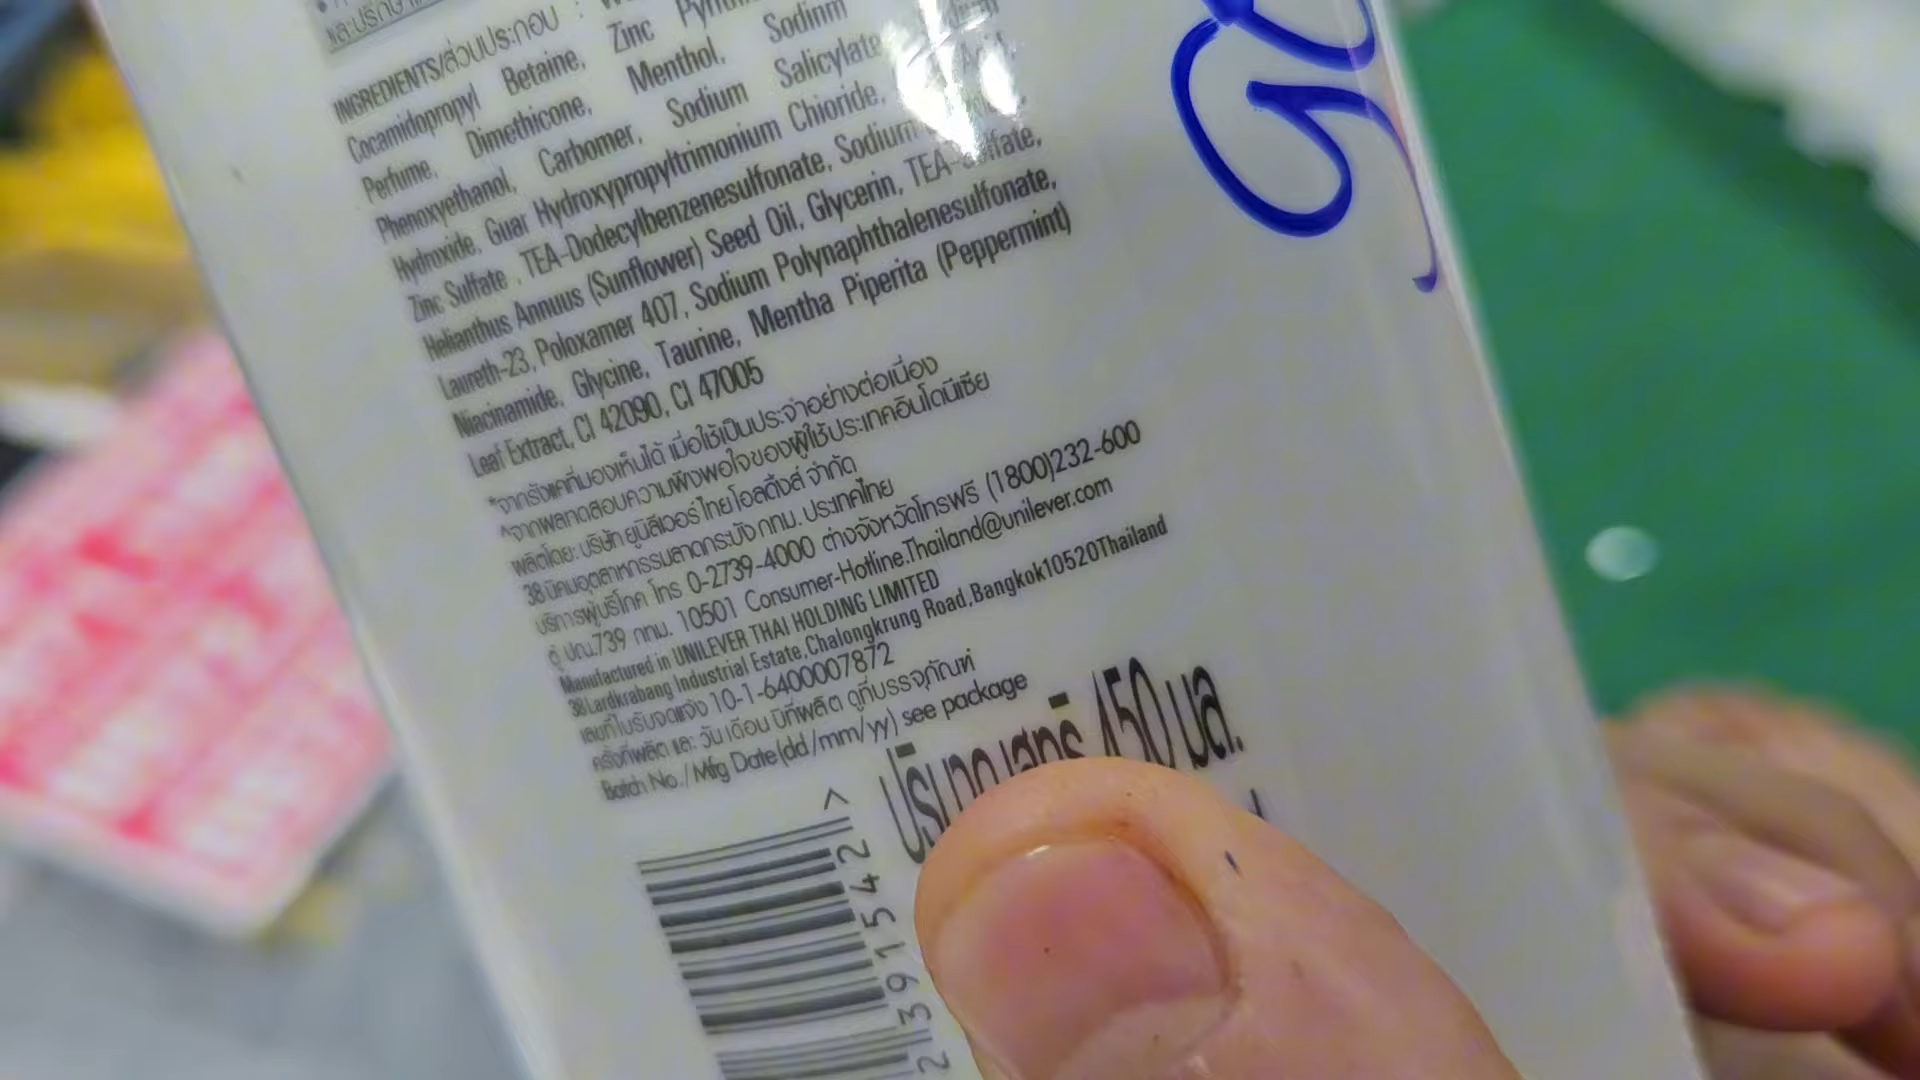 และปรึกษา
INGREDIENTS/ส่วนประกอบ :
Cocamidopropyl Betaine, Zinc
Perfume, Dimethicone, Menthol, Sodinm
Phenoxyethanol, Carbomer, Sodium Salicylate
Hydroxide, Guar Hydroxypropyltrimonium Chioride,
Zinc Sulfate , TEA-Dodecylbenzenesulfonate, Sodium
Helianthus Annuus (Sunflower) Seed Oil, Glycerin,
Laureth-23, Poloxamer 407, Sodium Polynaphthalenesulfonate,
Niacinamide, Glycine, Taurine, Mentha Piperita (Peppermint)
Leaf Extract, CI 42090, CI 47005
*จากรังแคที่มองเห็นได้ เมื่อใช้เป็นประจำอย่างต่อเนื่อง
^จากผลทดสอบความพึงพอใจของผู้ใช้ประเทศอินโดนีเซีย
ผลิตโดย: บริษัท ยูนิลีเวอร์ ไทย โฮลดิ้งส์ จำกัด
38 นิคมอุตสาหกรรมลาดกระบัง กทม. ประเทศไทย
บริการผู้บริโภค โทร 0-2739-4000 ต่างจังหวัดโทรฟรี (1800)232-600
ตู้ ปณ.739 กทม. 10501 Consumer-Hotline.Thailand@unilever.com
Manufactured in UNILEVER THAI HOLDING LIMITED
38 Lardkrabang Industrial Estate,Chalongkrung Road,Bangkok10520Thailand
เลขที่ใบรับจดแจ้ง 10-1-6400007872
ครั้งที่ผลิต และ วัน เดือน ปีที่ผลิต ดูที่บรรจุภัณฑ์
Batch No./Mfg Date (dd/mm/yy) see package
450 มล.
2391542